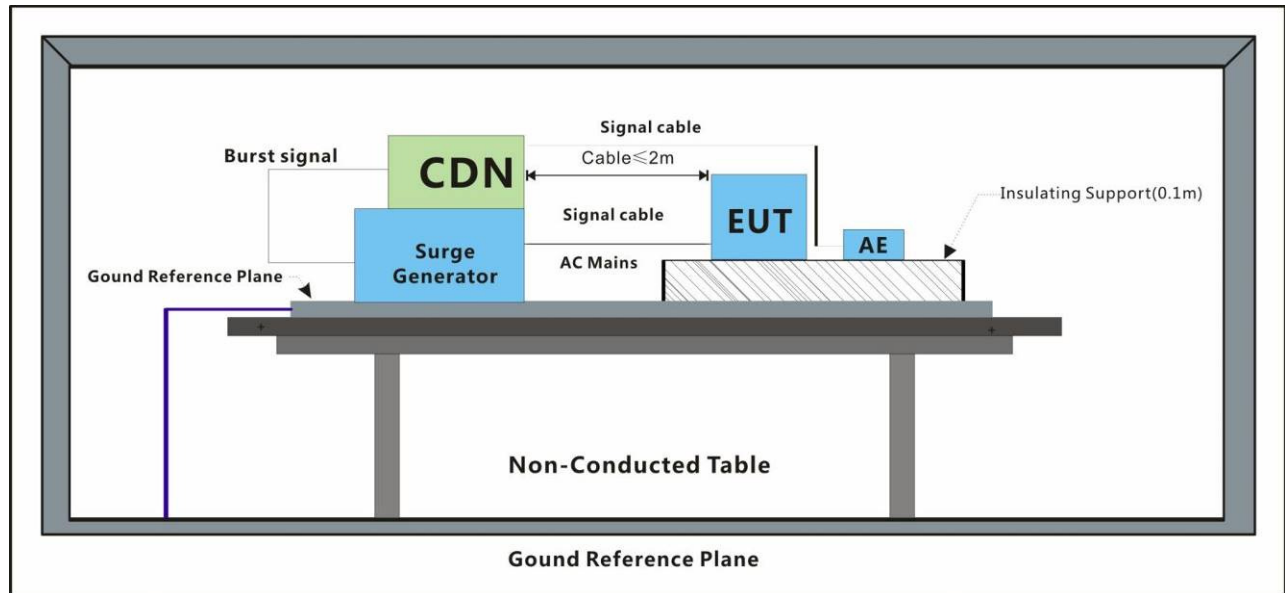 Signal cable
Burst signal
CDN
Cable≤2m
Insulating Support(0.1m)
Signal cable
EUT
AE
Surge
Generator
AC Mains
Gound Reference Plane
Non-Conducted Table
Gound Reference Plane